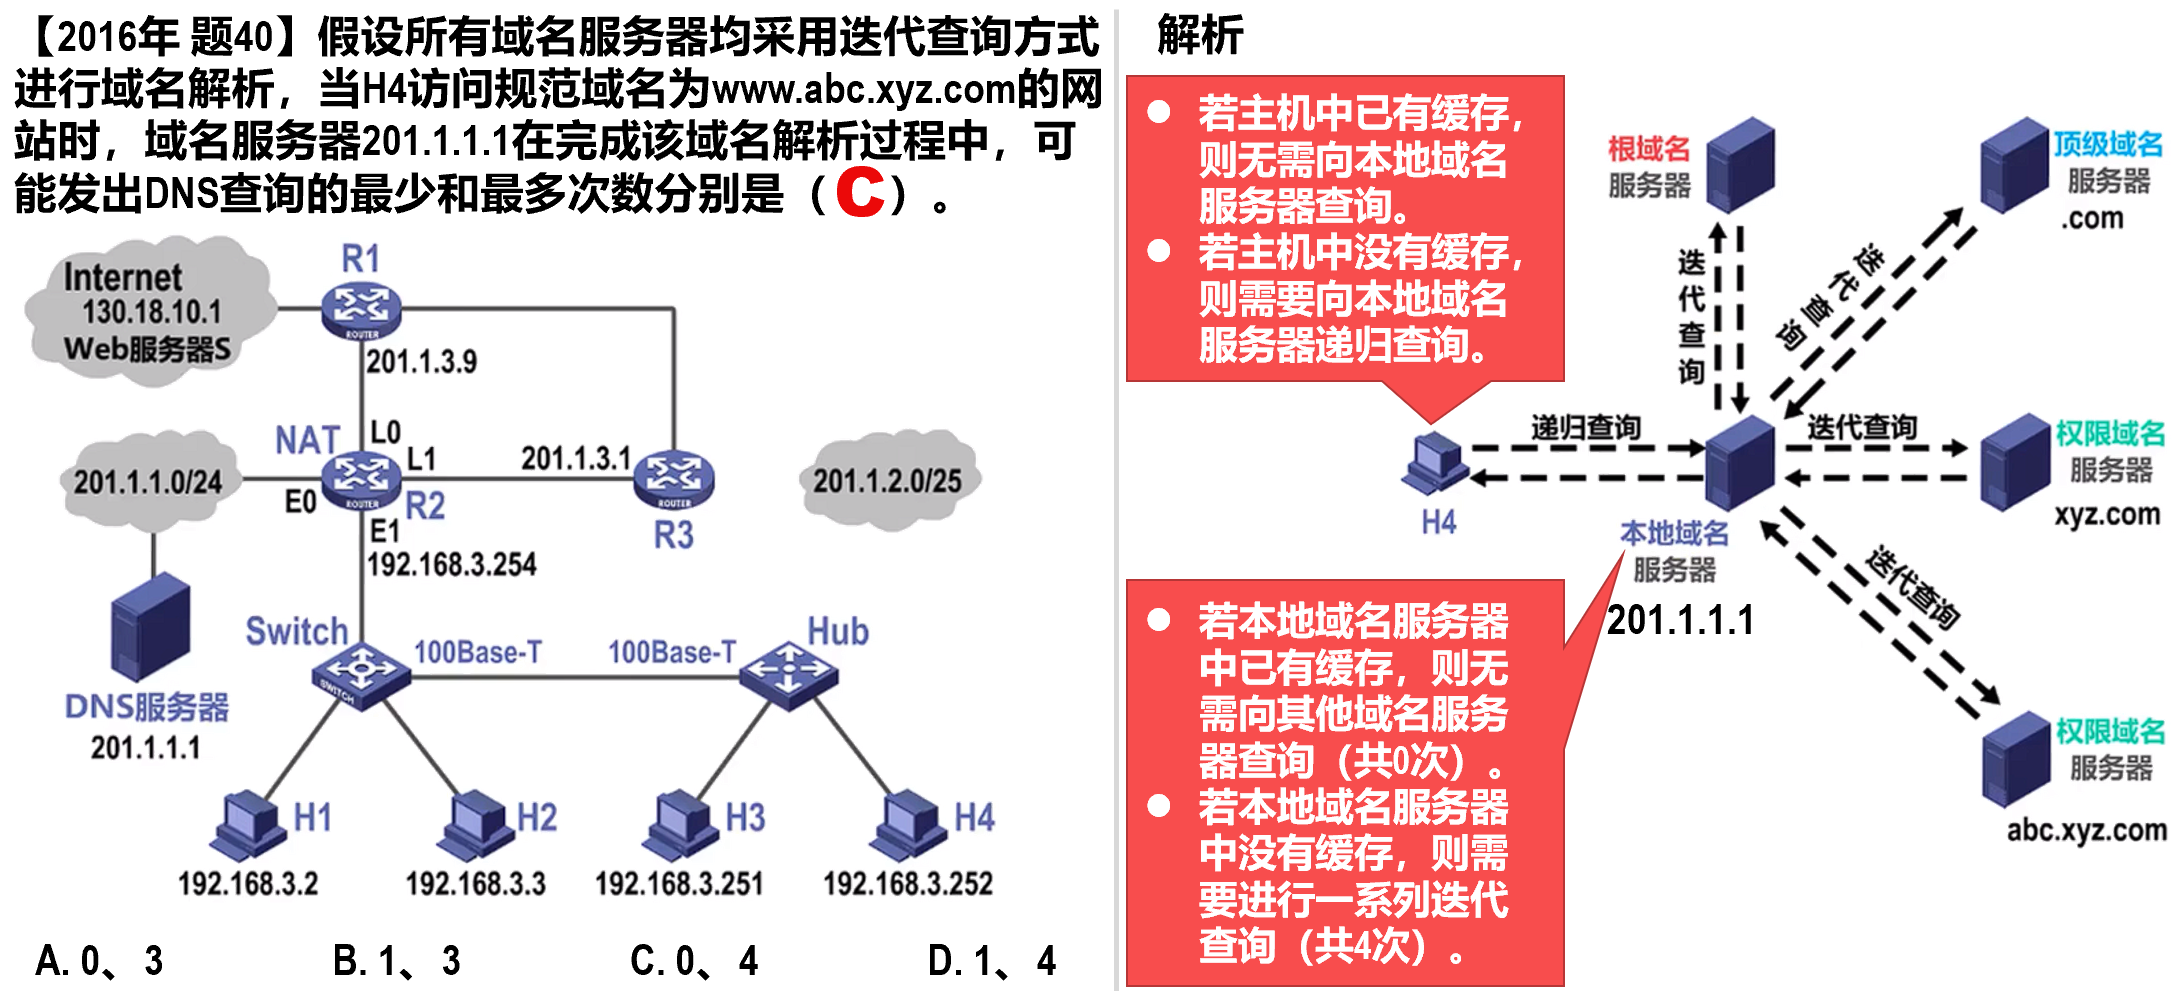 【2016年 题40】假设所有域名服务器均采用迭代查询方式
进行域名解析，当H4访问规范域名为www.abc.xyz.com的网
站时，域名服务器201.1.1.1在完成该域名解析过程中，可
能发出DNS查询的最少和最多次数分别是（C）。
Internet
130.18.10.1
Web服务器S
R1
ROUTER
201.1.3.9
NAT
L0
L1
201.1.3.1
201.1.1.0/24
E0
ROUTER
R2
E1
192.168.3.254
ROUTER
R3
201.1.2.0/25
DNS服务器
201.1.1.1
Switch
SWITCH
100Base-T
100Base-T
Hub
H1
192.168.3.2
H2
192.168.3.3
H3
192.168.3.251
H4
192.168.3.252
A. 0、3
B. 1、3
C. 0、4
D. 1、4
解析
● 若主机中已有缓存，
则无需向本地域名
服务器查询。
● 若主机中没有缓存，
则需要向本地域名
服务器递归查询。
根域名
服务器
顶级域名
服务器
.com
迭代查询
迭代查询
递归查询
迭代查询
H4
本地域名
服务器
201.1.1.1
权限域名
服务器
xyz.com
迭代查询
权限域名
服务器
abc.xyz.com
● 若本地域名服务器
中已有缓存，则无
需向其他域名服务
器查询（共0次）。
● 若本地域名服务器
中没有缓存，则需
要进行一系列迭代
查询（共4次）。